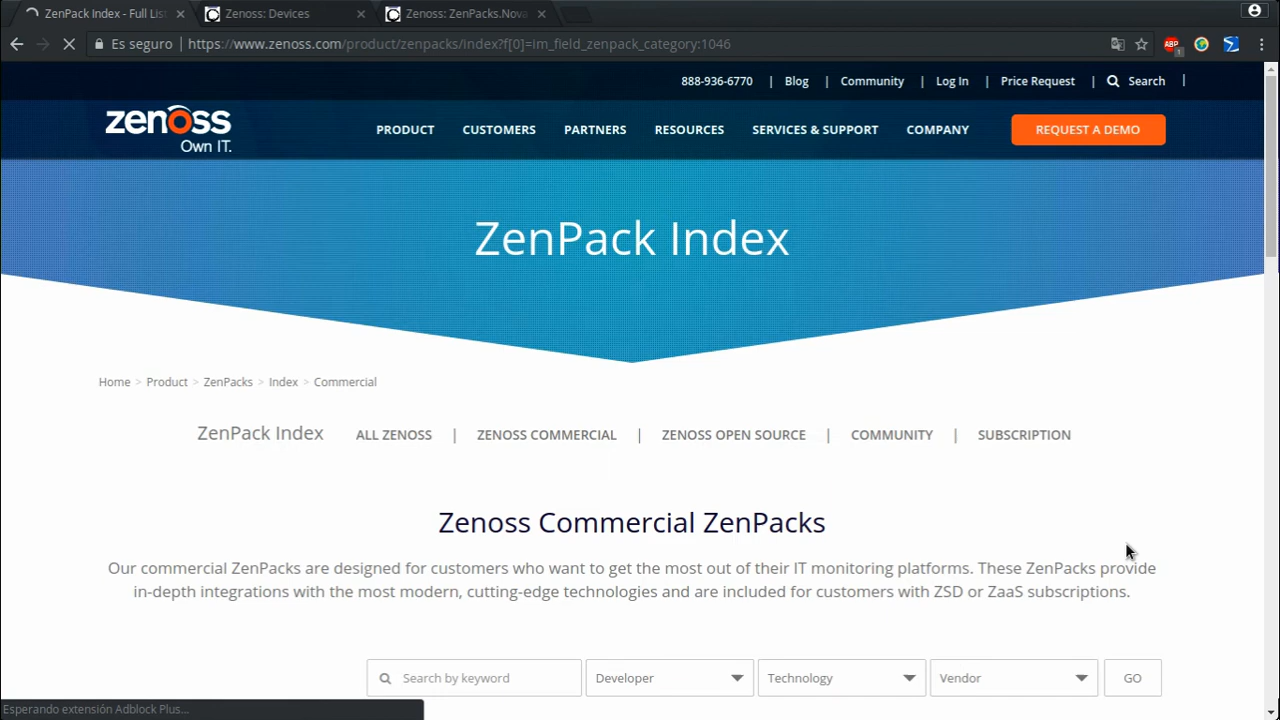 ZenPack Index - Full Lis
Zenoss: Devices
Zenoss: ZenPacks.Nova
Es seguro
https://www.zenoss.com/product/zenpacks/index?f[0]=im_field_zenpack_category:1046
ABP
1
888-936-6770 | Blog | Community | Log In | Price Request | Search |
zenoss
Own IT.
PRODUCT CUSTOMERS PARTNERS RESOURCES SERVICES & SUPPORT COMPANY REQUEST A DEMO
ZenPack Index
Home > Product > ZenPacks > Index > Commercial
ZenPack Index ALL ZENOSS | ZENOSS COMMERCIAL | ZENOSS OPEN SOURCE | COMMUNITY | SUBSCRIPTION
Zenoss Commercial ZenPacks
Our commercial ZenPacks are designed for customers who want to get the most out of their IT monitoring platforms. These ZenPacks provide
in-depth integrations with the most modern, cutting-edge technologies and are included for customers with ZSD or ZaaS subscriptions.
Search by keyword Developer Technology Vendor GO
Esperando extensión Adblock Plus...